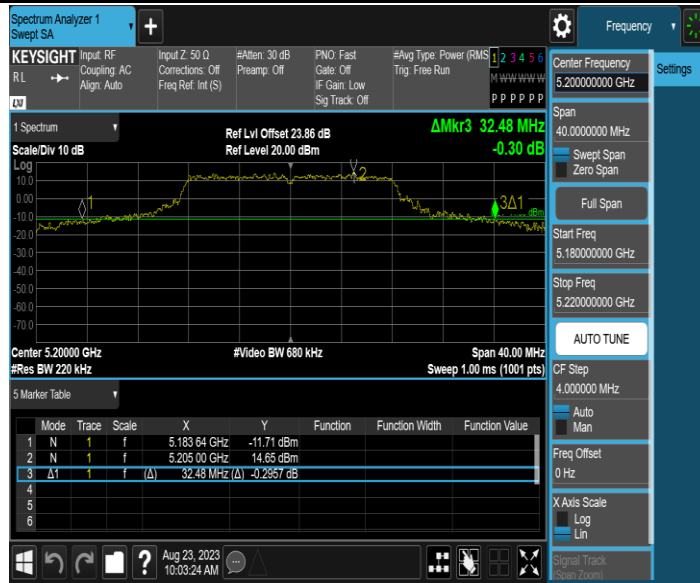 Spectrum Analyzer 1
Swept SA
+
Frequency
KEYSIGHT
RL
LXI
Input: RF
Coupling: AC
Align: Auto
Input Z: 50 Ω
Corrections: Off
Freq Ref: Int (S)
#Atten: 30 dB
Preamp: Off
PNO: Fast
Gate: Off
IF Gain: Low
Sig Track: Off
#Avg Type: Power (RMS
Trig: Free Run
1 2 3 4 5 6
M W W W W W
P P P P P P
Center Frequency
5.200000000 GHz
Settings
Span
40.0000000 MHz
Swept Span
Zero Span
Full Span
Start Freq
5.180000000 GHz
Stop Freq
5.220000000 GHz
AUTO TUNE
CF Step
4.000000 MHz
Auto
Man
Freq Offset
0 Hz
X Axis Scale
Log
Lin
Signal Track
(Span Zoom)
1 Spectrum
Scale/Div 10 dB
Ref Lvl Offset 23.86 dB
Ref Level 20.00 dBm
ΔMkr3 32.48 MHz
-0.30 dB
Log
10.0
0.00
-10.0
-20.0
-30.0
-40.0
-50.0
-60.0
-70.0
1
2
3Δ1
dBm
Center 5.20000 GHz
#Res BW 220 kHz
#Video BW 680 kHz
Span 40.00 MHz
Sweep 1.00 ms (1001 pts)
5 Marker Table
Mode Trace Scale X Y Function Function Width Function Value
1 N 1 f 5.183 64 GHz -11.71 dBm
2 N 1 f 5.205 00 GHz 14.65 dBm
3 Δ1 1 f (Δ) 32.48 MHz (Δ) -0.2957 dB
4
5
6
?
Aug 23, 2023
10:03:24 AM